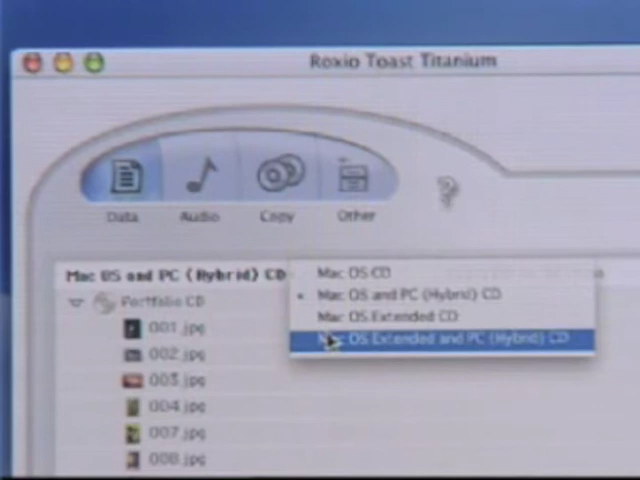 Roxio Toast Titanium
Data Audio Copy Other
Mac OS and PC (Hybrid) CD
Mac OS CD
Mac OS and PC (Hybrid) CD
Mac OS Extended CD
Mac OS Extended and PC (Hybrid) CD
Portfolio CD
001.jpg
002.jpg
003.jpg
004.jpg
007.jpg
008.jpg